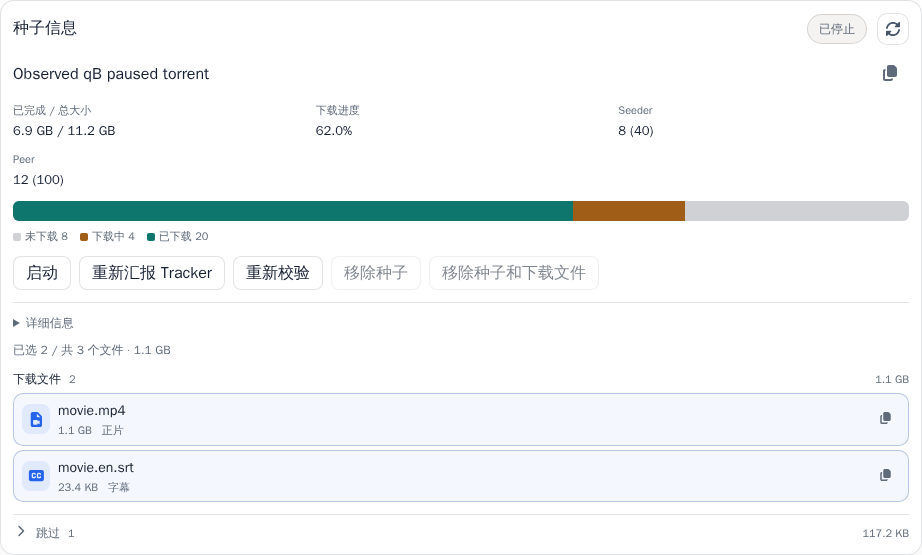 种子信息
已停止
Observed qB paused torrent
已完成 / 总大小
6.9 GB / 11.2 GB
下载进度
62.0%
Seeder
8 (40)
Peer
12 (100)
未下载 8 下载中 4 已下载 20
启动 重新汇报 Tracker 重新校验 移除种子 移除种子和下载文件
详细信息
已选 2 / 共 3 个文件 · 1.1 GB
下载文件 2 1.1 GB
movie.mp4
1.1 GB 正片
CC
movie.en.srt
23.4 KB 字幕
跳过 1 117.2 KB